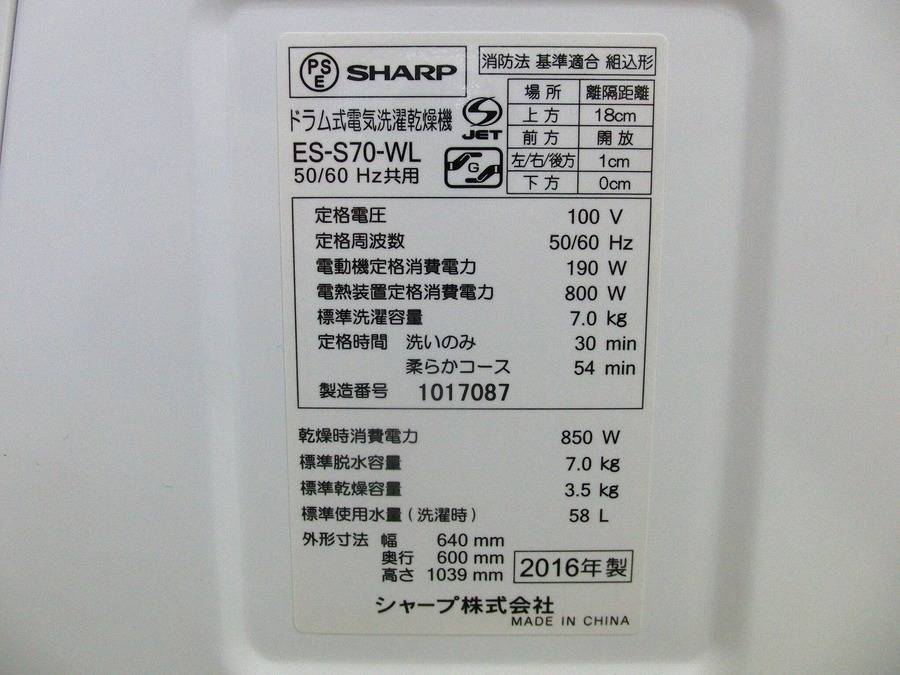 PSE SHARP
消防法 基準適合 組込形
ドラム式電気洗濯乾燥機
ES-S70-WL
50/60 Hz共用
JET
G
場所 離隔距離
上方 18cm
前方 開放
左/右/後方 1cm
下方 0cm
定格電圧 100 V
定格周波数 50/60 Hz
電動機定格消費電力 190 W
電熱装置定格消費電力 800 W
標準洗濯容量 7.0 kg
定格時間 洗いのみ 30 min
柔らかコース 54 min
製造番号 1017087
乾燥時消費電力 850 W
標準脱水容量 7.0 kg
標準乾燥容量 3.5 kg
標準使用水量(洗濯時) 58 L
外形寸法 幅 640 mm
奥行 600 mm
高さ 1039 mm
2016年製
シャープ株式会社
MADE IN CHINA